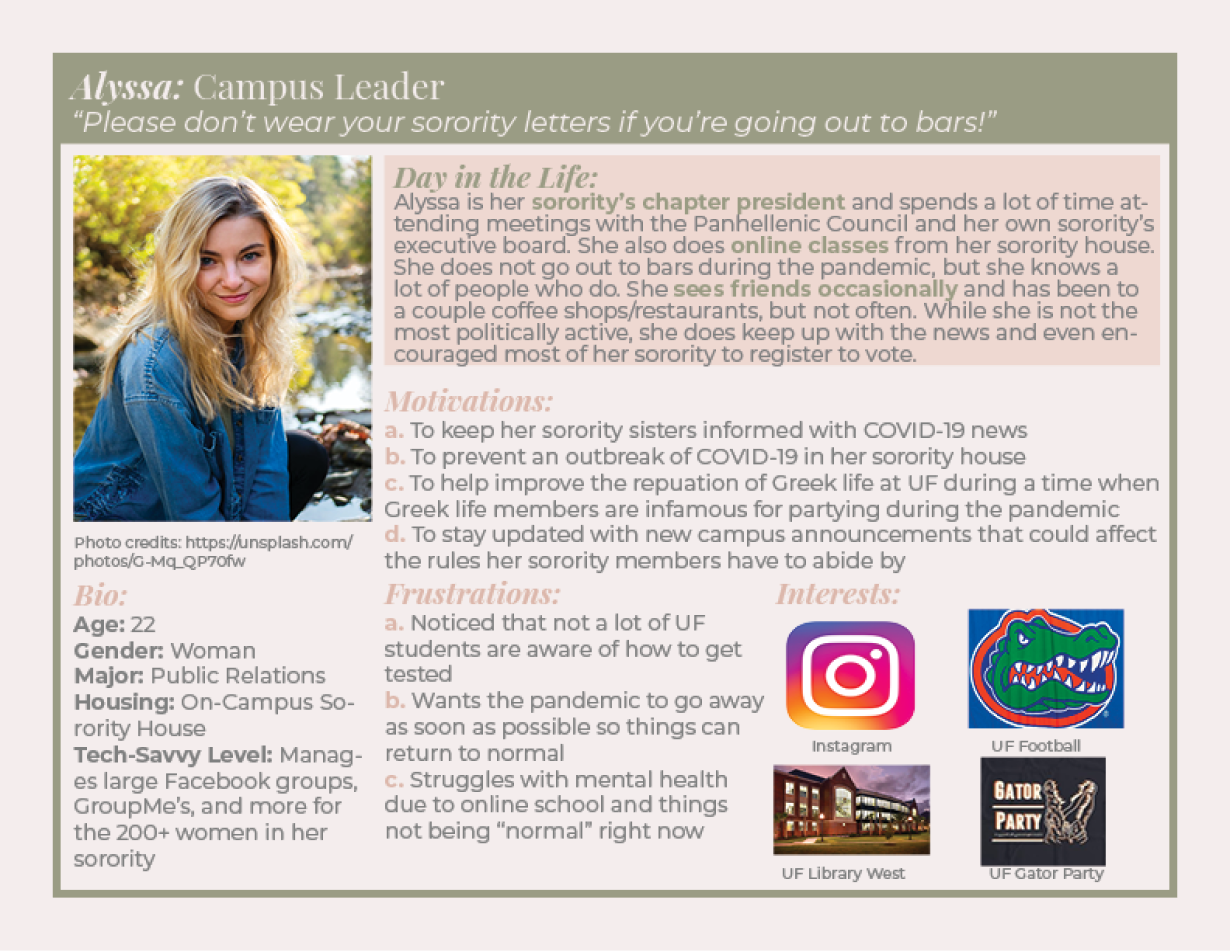 Alyssa: Campus Leader
“Please don’t wear your sorority letters if you’re going out to bars!”
Day in the Life:
Alyssa is her sorority’s chapter president and spends a lot of time at-
tending meetings with the Panhellenic Council and her own sorority’s
executive board. She also does online classes from her sorority house.
She does not go out to bars during the pandemic, but she knows a
lot of people who do. She sees friends occasionally and has been to
a couple coffee shops/restaurants, but not often. While she is not the
most politically active, she does keep up with the news and even en-
couraged most of her sorority to register to vote.
Motivations:
a. To keep her sorority sisters informed with COVID-19 news
b. To prevent an outbreak of COVID-19 in her sorority house
c. To help improve the repuation of Greek life at UF during a time when
Greek life members are infamous for partying during the pandemic
d. To stay updated with new campus announcements that could affect
the rules her sorority members have to abide by
Photo credits: https://unsplash.com/
photos/G-Mq_QP70fw
Bio:
Age: 22
Gender: Woman
Major: Public Relations
Housing: On-Campus So-
rority House
Tech-Savvy Level: Manag-
es large Facebook groups,
GroupMe’s, and more for
the 200+ women in her
sorority
Frustrations:
a. Noticed that not a lot of UF
students are aware of how to get
tested
b. Wants the pandemic to go away
as soon as possible so things can
return to normal
c. Struggles with mental health
due to online school and things
not being “normal” right now
Interests:
Instagram
UF Football
GATOR
PARTY
UF Library West
UF Gator Party